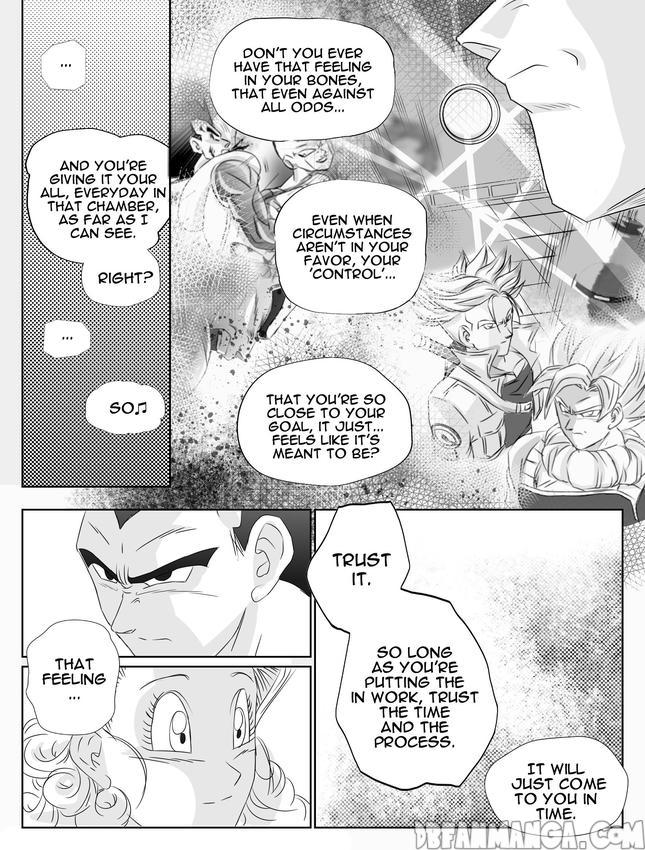 ...
AND YOU'RE
GIVING IT YOUR
ALL, EVERYDAY IN
THAT CHAMBER,
AS FAR AS I
CAN SEE.
RIGHT?
...
SO♫
DON'T YOU EVER
HAVE THAT FEELING
IN YOUR BONES,
THAT EVEN AGAINST
ALL ODDS...
EVEN WHEN
CIRCUMSTANCES
AREN'T IN YOUR
FAVOR, YOUR
'CONTROL'...
THAT YOU'RE SO
CLOSE TO YOUR
GOAL, IT JUST...
FEELS LIKE IT'S
MEANT TO BE?
THAT
FEELING
...
TRUST
IT.
SO LONG
AS YOU'RE
PUTTING THE
IN WORK, TRUST
THE TIME
AND THE
PROCESS.
IT WILL
JUST COME
TO YOU IN
TIME.
DBFANMANGA.COM